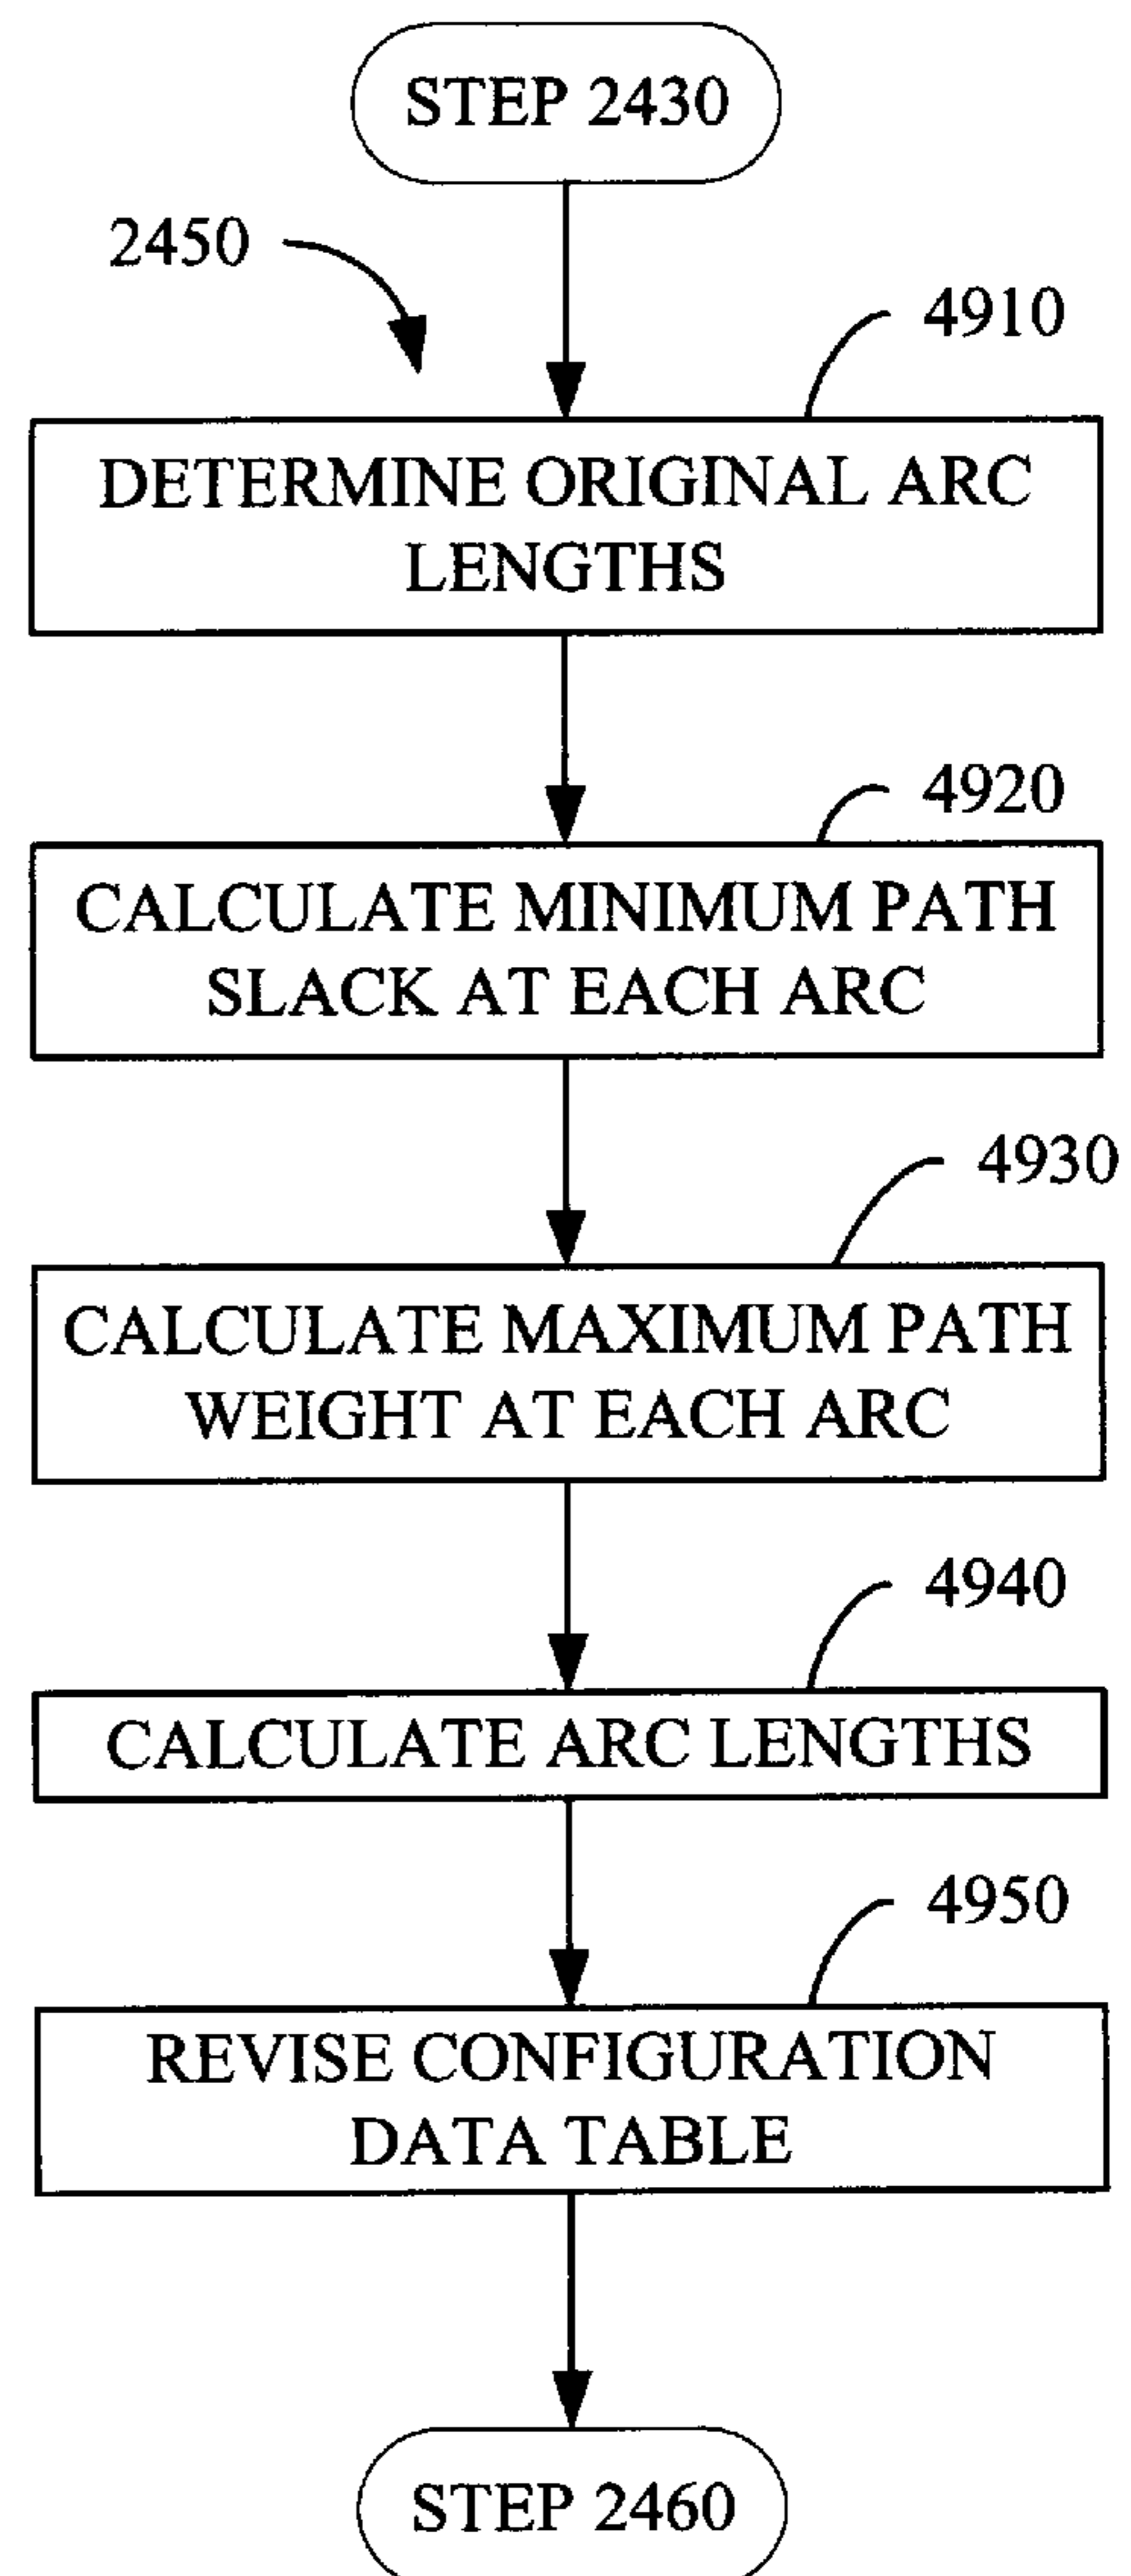 STEP 2430
2450
4910
DETERMINE ORIGINAL ARC
LENGTHS
4920
CALCULATE MINIMUM PATH
SLACK AT EACH ARC
4930
CALCULATE MAXIMUM PATH
WEIGHT AT EACH ARC
4940
CALCULATE ARC LENGTHS
4950
REVISE CONFIGURATION
DATA TABLE
STEP 2460